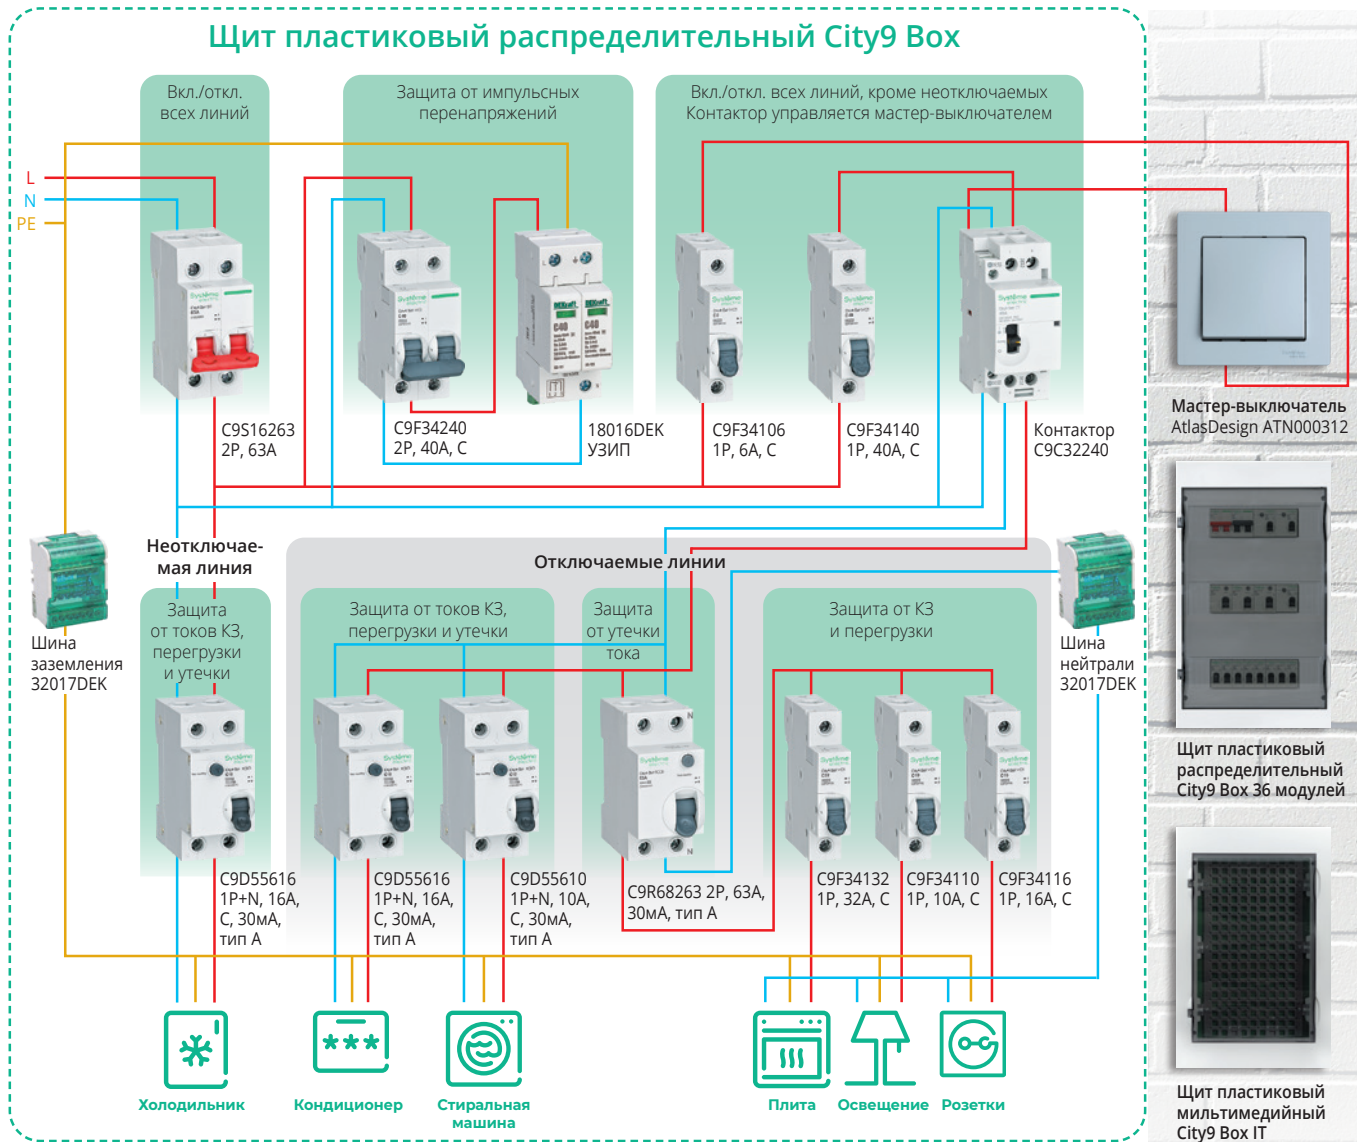 Щит пластиковый распределительный City9 Box
Вкл./откл.
всех линий
Защита от импульсных
перенапряжений
Вкл./откл. всех линий, кроме неотключаемых
Контактор управляется мастер-выключателем
L
N
PE
C9S16263
2P, 63A
C9F34240
2P, 40A, C
18016DEK
УЗИП
C9F34106
1P, 6A, C
C9F34140
1P, 40A, C
Контактор
C9C32240
Мастер-выключатель
AtlasDesign ATN000312
Неотключае-
мая линия
Отключаемые линии
Шина
заземления
32017DEK
Защита
от токов КЗ,
перегрузки
и утечки
Защита от токов КЗ,
перегрузки и утечки
Защита
от утечки
тока
Защита от КЗ
и перегрузки
Шина
нейтрали
32017DEK
Щит пластиковый
распределительный
City9 Box 36 модулей
C9D55616
1P+N, 16A,
C, 30мА,
тип A
C9D55616
1P+N, 16A,
C, 30мА,
тип A
C9D55610
1P+N, 10A,
C, 30мА,
тип A
C9R68263 2P, 63A,
30мА, тип A
C9F34132
1P, 32A, C
C9F34110
1P, 10A, C
C9F34116
1P, 16A, C
Холодильник
Кондиционер
Стиральная
машина
Плита
Освещение
Розетки
Щит пластиковый
мильтимедийный
City9 Box IT